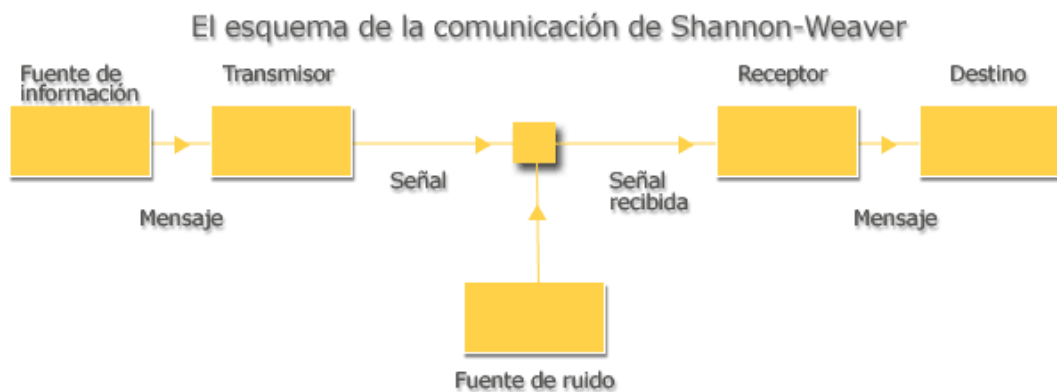 El esquema de la comunicación de Shannon-Weaver
Fuente de
información
Transmisor
Receptor
Destino
Señal
Señal
recibida
Mensaje
Mensaje
Fuente de ruido